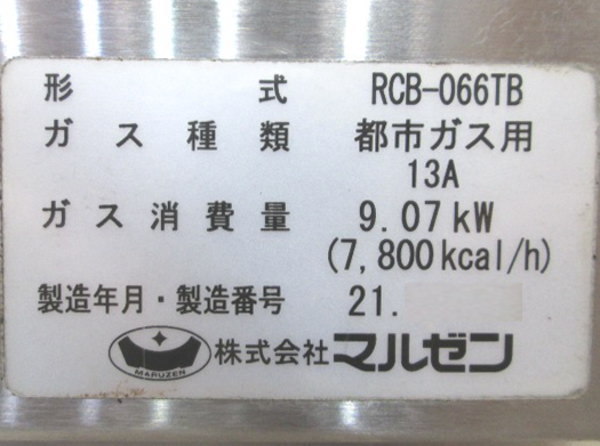 形 式 RCB-066TB
ガス種類 都市ガス用
13A
ガス消費量 9.07kW
(7,800kcal/h)
製造年月・製造番号 21.
MARUZEN 株式会社マルゼン